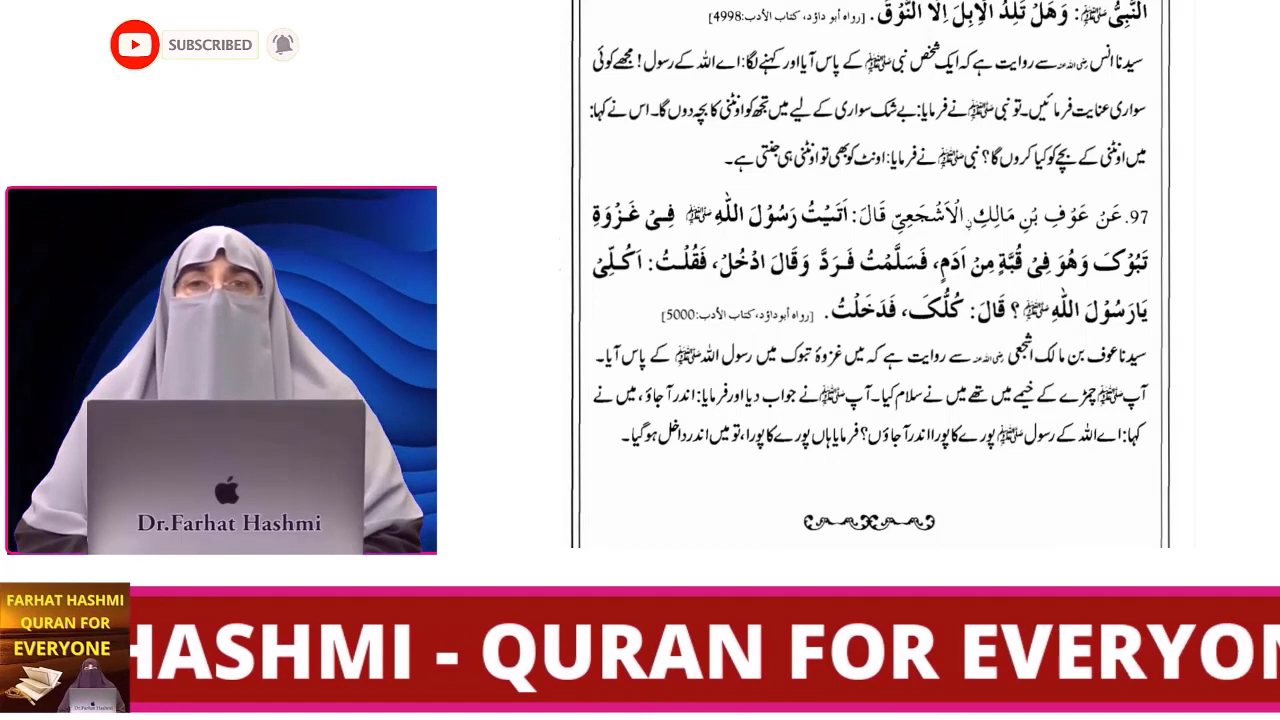 SUBSCRIBED
النَّبِیُّ ﷺ: وَهَلْ تَلِدُ الْاِبِلَ اِلَّا النُّوْقُ. [رواه أبو داؤد، كتاب الأدب:4998]
سیدنا انس رضی اللہ عنہ سے روایت ہے کہ ایک شخص نبی ﷺ کے پاس آیا اور کہنے لگا: اے اللہ کے رسول! مجھے کوئی
سواری عنایت فرمائیں۔ تو نبی ﷺ نے فرمایا: بے شک سواری کے لیے میں تجھ کو اونٹنی کا بچہ دوں گا۔ اس نے کہا:
میں اونٹنی کے بچے کو کیا کروں گا؟ نبی ﷺ نے فرمایا: اونٹ کو بھی تو اونٹنی ہی جنتی ہے۔
97. عَنْ عَوْفِ بْنِ مَالِكِ ِۨ الْاَشْجَعِیِّ قَالَ: اَتَیْتُ رَسُوْلَ اللّٰهِ ﷺ فِیْ غَزْوَةِ
تَبُوْکَ وَهُوَ فِیْ قُبَّةٍ مِنْ اَدَمٍ، فَسَلَّمْتُ فَرَدَّ وَقَالَ ادْخُلْ، فَقُلْتُ: اَکُلِّیْ
یَارَسُوْلَ اللّٰهِ ﷺ ؟ قَالَ: کُلُّکَ، فَدَخَلْتُ. [رواه أبوداؤد، كتاب الأدب:5000]
سیدنا عوف بن مالک اشجعی رضی اللہ عنہ سے روایت ہے کہ میں غزوۂ تبوک میں رسول اللہ ﷺ کے پاس آیا۔
آپ ﷺ چمڑے کے خیمے میں تھے میں نے سلام کیا۔ آپ ﷺ نے جواب دیا اور فرمایا: اندر آجاؤ، میں نے
کہا: اے اللہ کے رسول ﷺ پورے کا پورا اندر آجاؤں؟ فرمایا ہاں پورے کا پورا، تو میں اندر داخل ہوگیا۔
Dr.Farhat Hashmi
FARHAT HASHMI
QURAN FOR
EVERYONE
Dr.Farhat Hashmi
HASHMI - QURAN FOR EVERYON